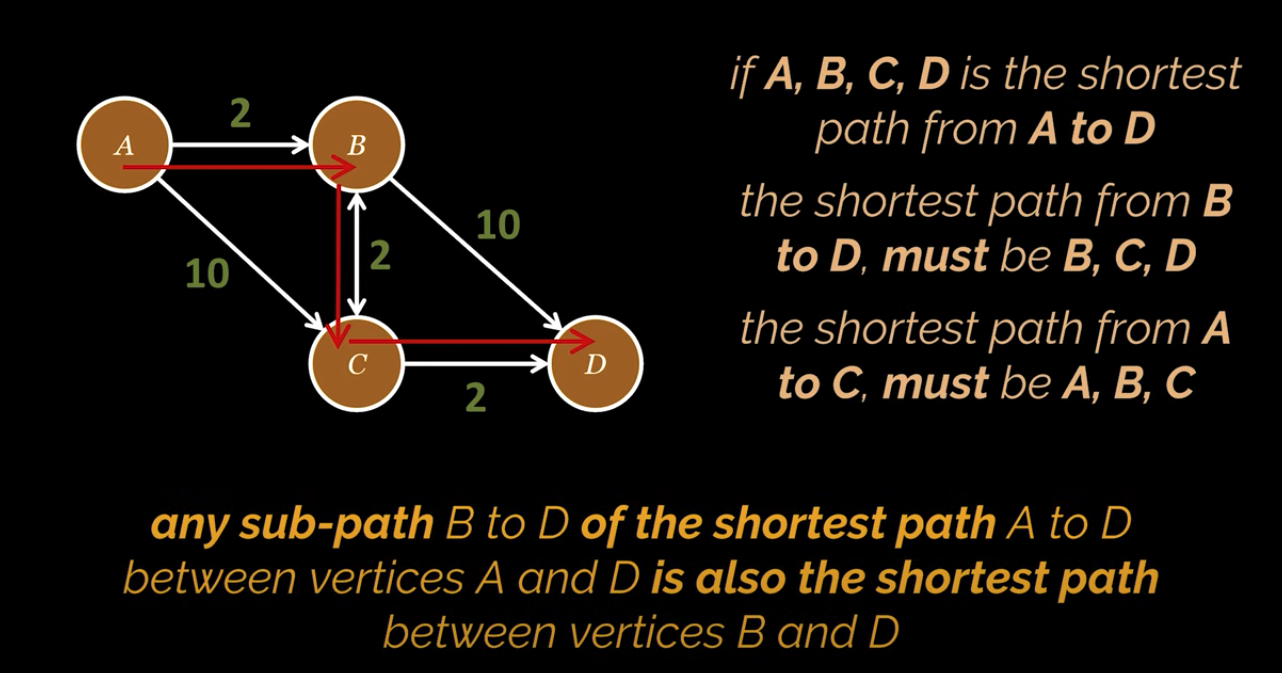 A
2
B
10
2
10
C
2
D
if A, B, C, D is the shortest
path from A to D
the shortest path from B
to D, must be B, C, D
the shortest path from A
to C, must be A, B, C
any sub-path B to D of the shortest path A to D
between vertices A and D is also the shortest path
between vertices B and D